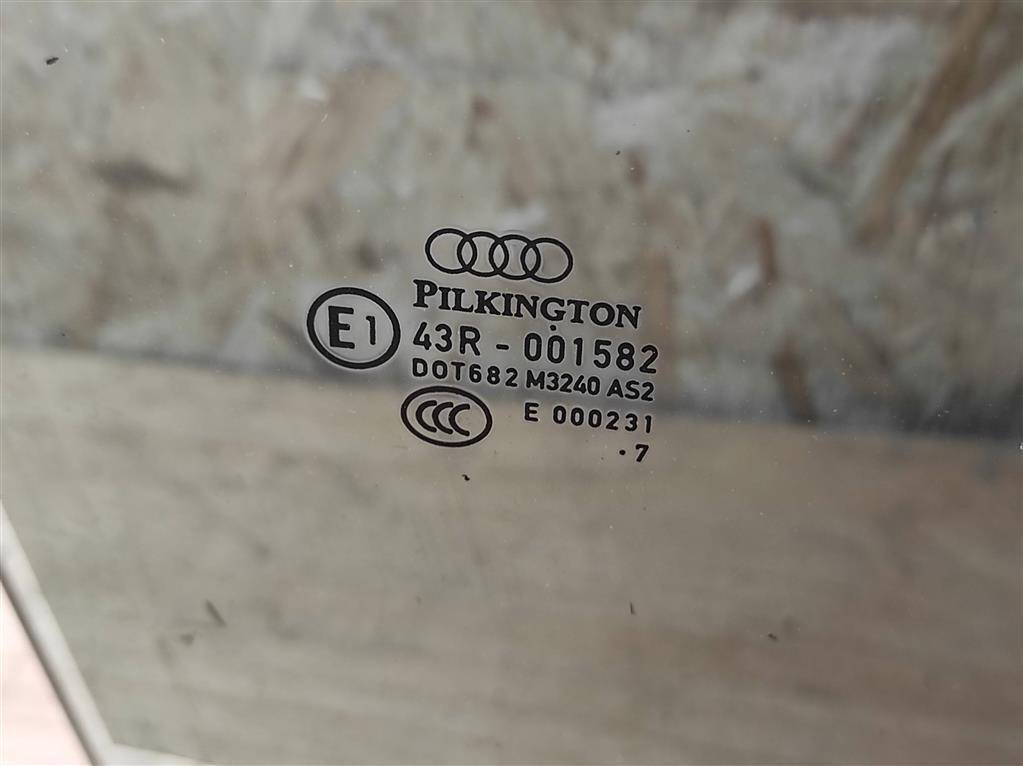 PILKINGTON
E1
43R - 001582
DOT682 M3240 AS2
CCC
E 000231
.7